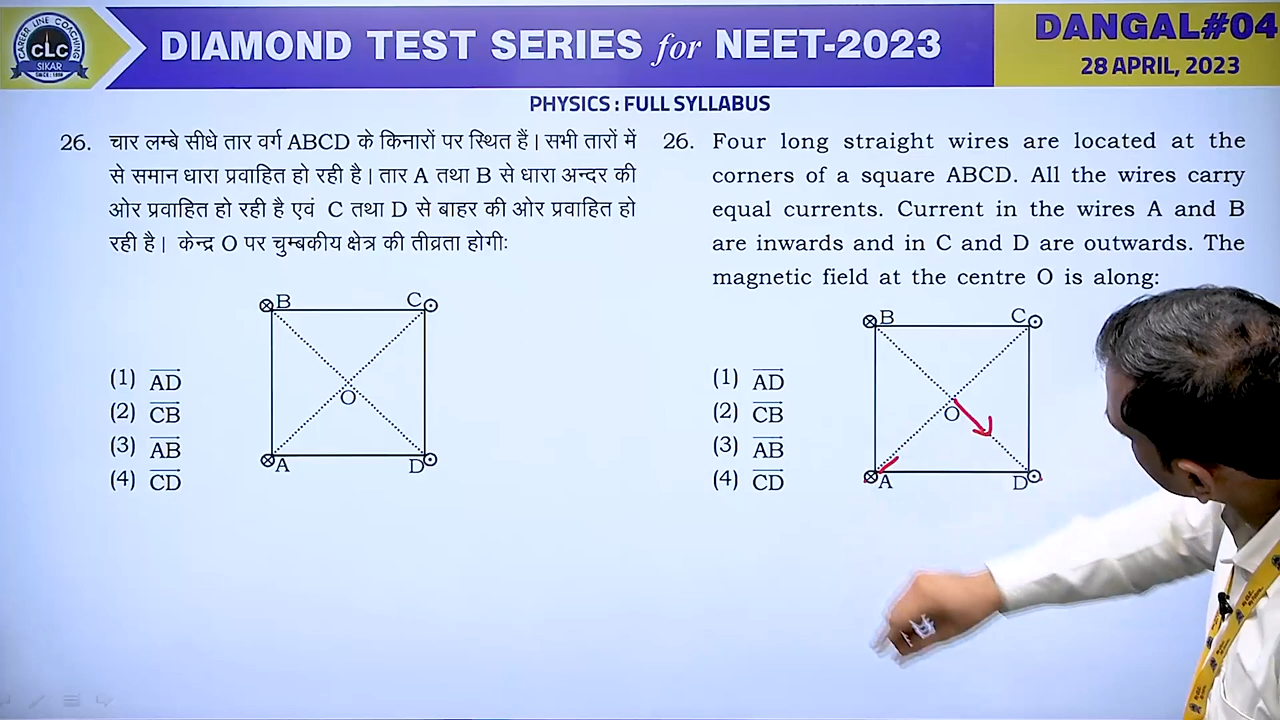 CAREER LINE COACHING
CLC
SIKAR
SINCE : 1996
DIAMOND TEST SERIES for NEET-2023
DANGAL#04
28 APRIL, 2023
PHYSICS : FULL SYLLABUS
26. चार लम्बे सीधे तार वर्ग ABCD के किनारों पर स्थित हैं। सभी तारों में
से समान धारा प्रवाहित हो रही है। तार A तथा B से धारा अन्दर की
ओर प्रवाहित हो रही है एवं C तथा D से बाहर की ओर प्रवाहित हो
रही है। केन्द्र O पर चुम्बकीय क्षेत्र की तीव्रता होगी:
B C
O
A D
(1) AD
(2) CB
(3) AB
(4) CD
26. Four long straight wires are located at the
corners of a square ABCD. All the wires carry
equal currents. Current in the wires A and B
are inwards and in C and D are outwards. The
magnetic field at the centre O is along:
B C
O
A D
(1) AD
(2) CB
(3) AB
(4) CD